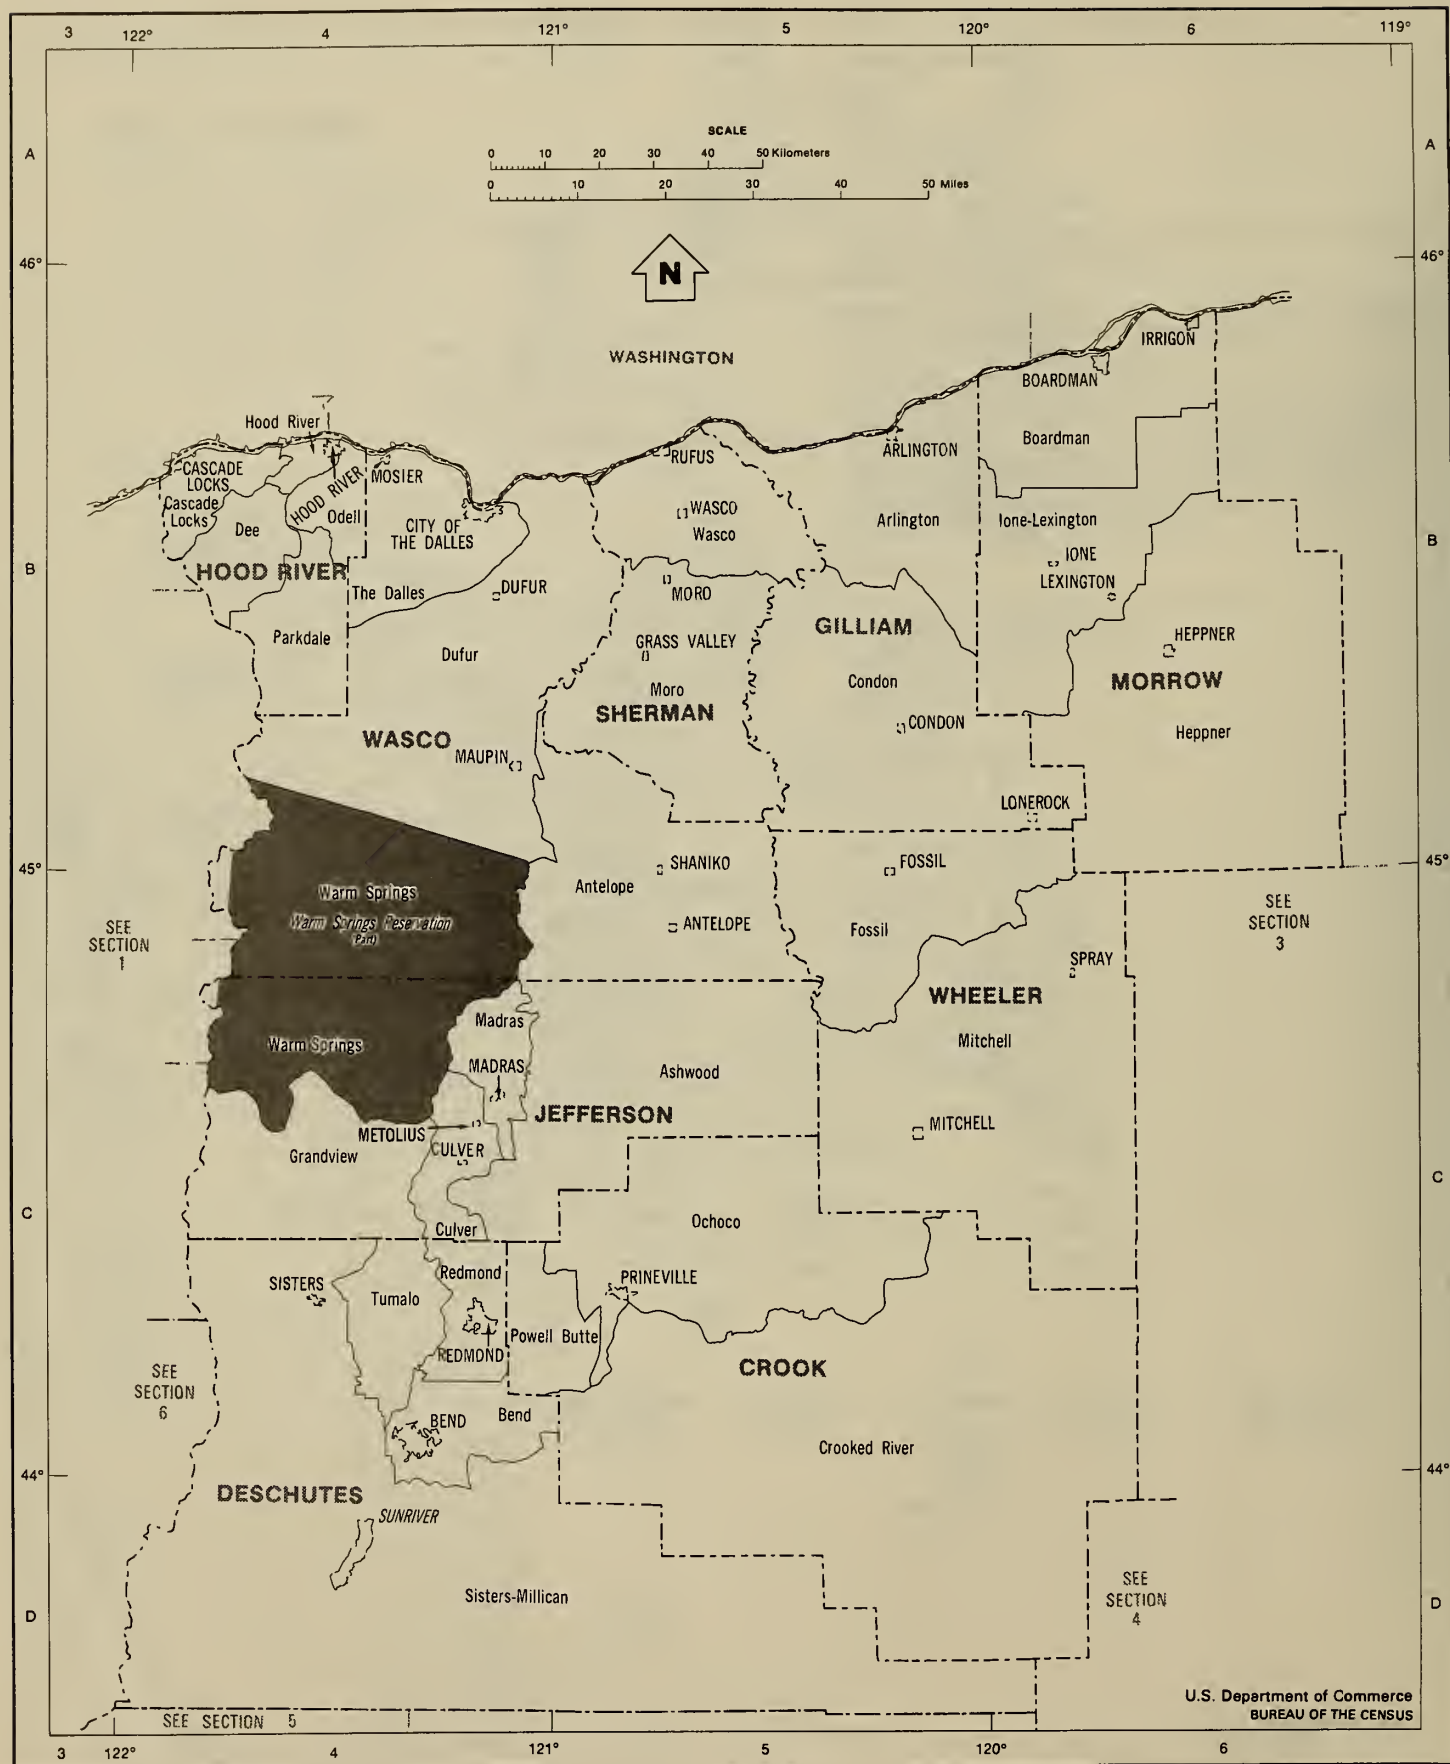 3 122° 4 121° 5 120° 6 119°
SCALE
0 10 20 30 40 50 Kilometers
0 10 20 30 40 50 Miles
A
A
46°
46°
N
WASHINGTON
IRRIGON
BOARDMAN
Boardman
Hood River
CASCADE
LOCKS
Cascade
Locks
HOOD RIVER
MOSIER
Dee
Odell
CITY OF
THE DALLES
RUFUS
ARLINGTON
WASCO
Wasco
Arlington
Ione-Lexington
B
B
HOOD RIVER
The Dalles
DUFUR
MORO
IONE
LEXINGTON
Parkdale
Dufur
GRASS VALLEY
Moro
SHERMAN
GILLIAM
Condon
CONDON
HEPPNER
MORROW
Heppner
WASCO
MAUPIN
LONEROCK
45°
45°
Warm Springs
Warm Springs Reservation
(Part)
SHANIKO
Antelope
ANTELOPE
FOSSIL
Fossil
SEE
SECTION
1
SEE
SECTION
3
SPRAY
WHEELER
Mitchell
MITCHELL
Warm Springs
Madras
MADRAS
Ashwood
JEFFERSON
METOLIUS
CULVER
Grandview
Culver
C
C
Ochoco
SISTERS
Tumalo
Redmond
REDMOND
PRINEVILLE
Powell Butte
CROOK
SEE
SECTION
6
BEND
Bend
Crooked River
44°
44°
DESCHUTES
SUNRIVER
Sisters-Millican
SEE
SECTION
4
D
D
U.S. Department of Commerce
BUREAU OF THE CENSUS
SEE SECTION 5
3 122° 4 121° 5 120° 6